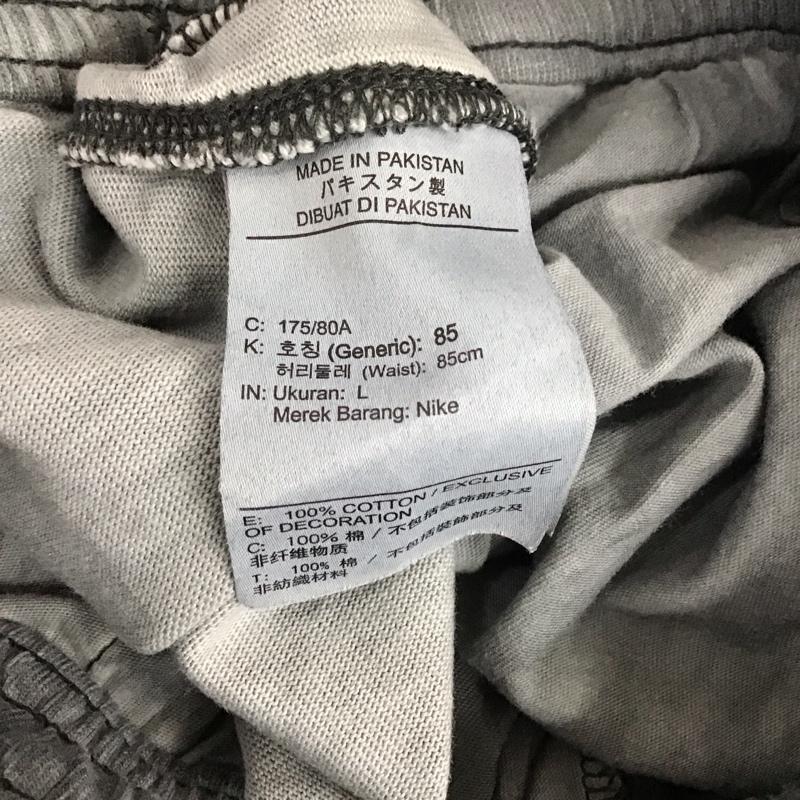 MADE IN PAKISTAN
パキスタン製
DIBUAT DI PAKISTAN
C: 175/80A
K: 호칭 (Generic): 85
허리둘레 (Waist): 85cm
IN: Ukuran: L
Merek Barang: Nike
E: 100% COTTON / EXCLUSIVE
OF DECORATION
C: 100% 棉 / 不包括装饰部分及
非纤维物质
T: 100% 棉 / 不包括裝飾部分及
非紡織材料